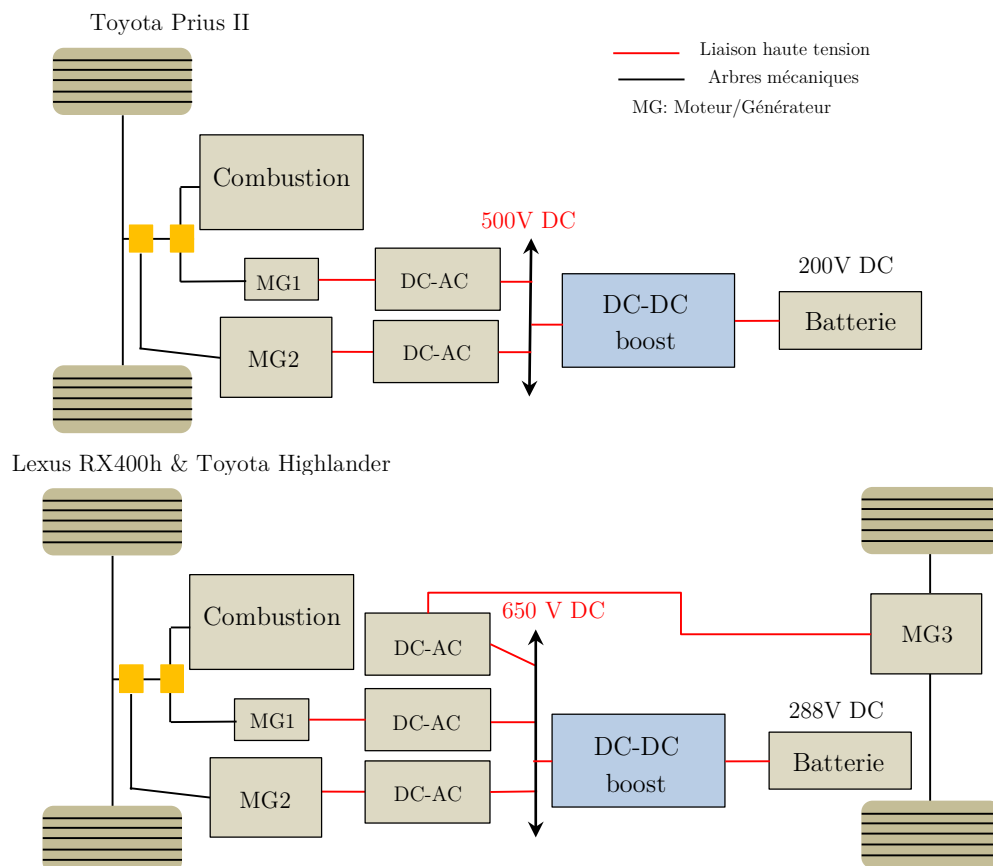 Toyota Prius II
Liaison haute tension
Arbres mécaniques
MG: Moteur/Générateur
Combustion
500V DC
MG1
DC-AC
200V DC
DC-DC
boost
Batterie
MG2
DC-AC
Lexus RX400h & Toyota Highlander
Combustion
650 V DC
DC-AC
MG3
MG1
DC-AC
288V DC
DC-DC
boost
Batterie
MG2
DC-AC